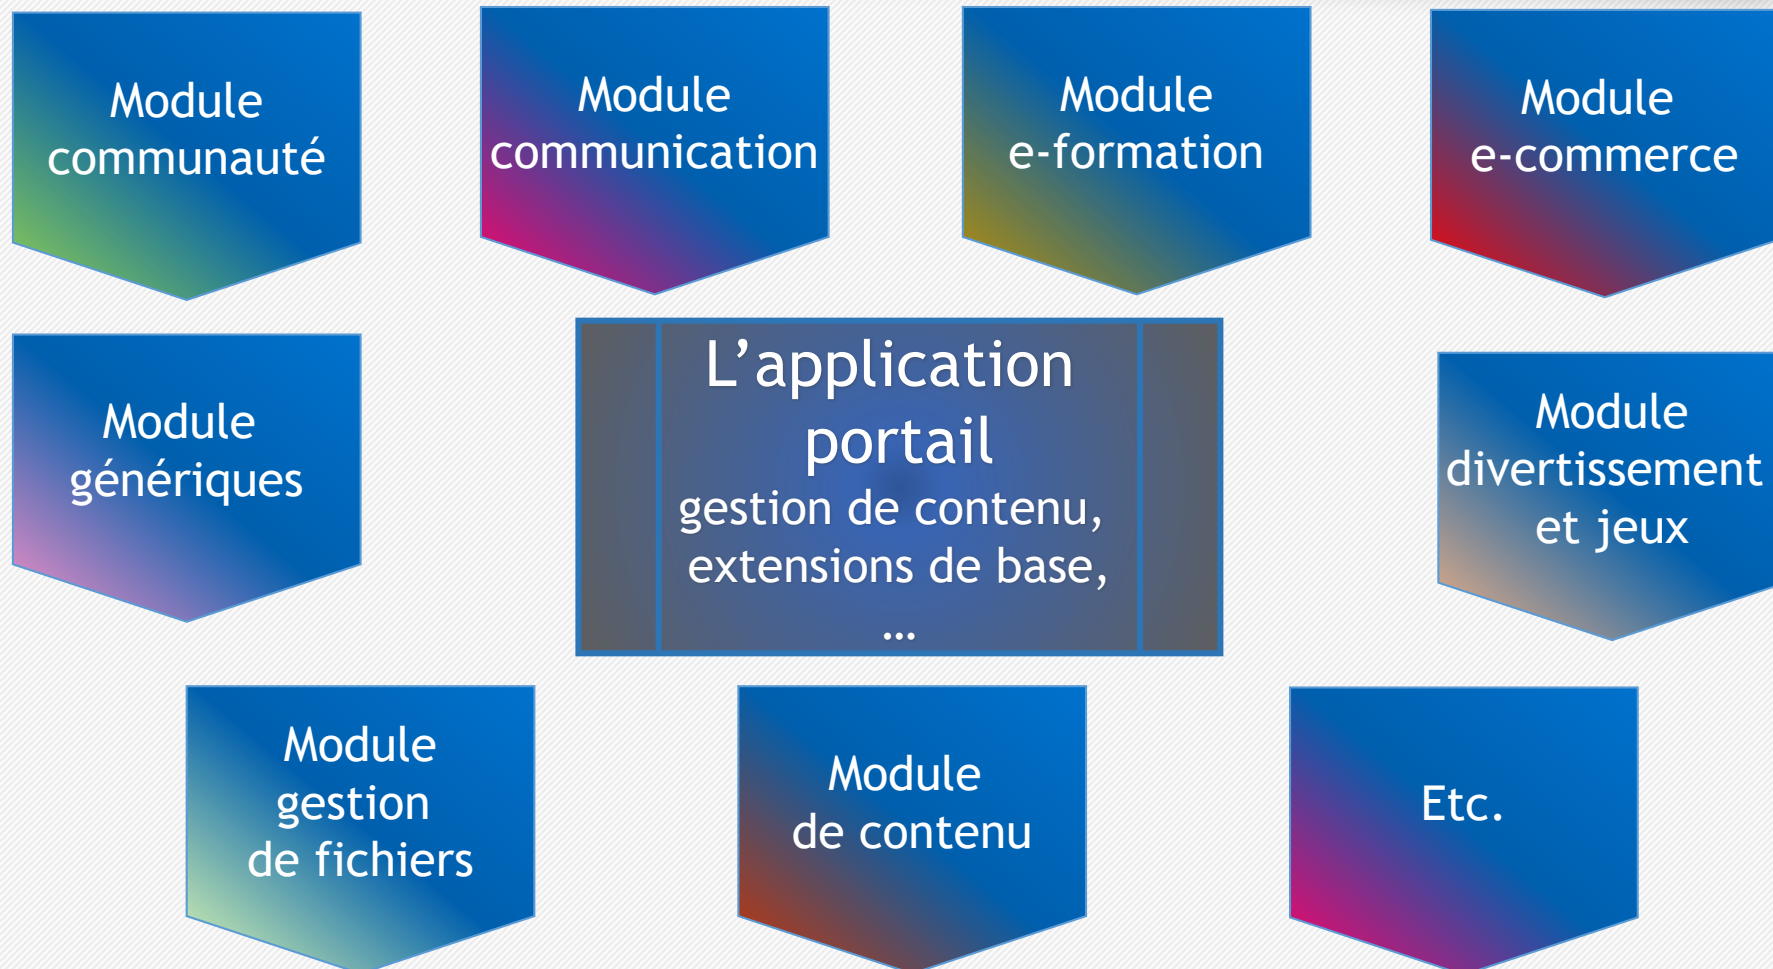 Module
communauté
Module
communication
Module
e-formation
Module
e-commerce
Module
génériques
L’application
portail
gestion de contenu,
extensions de base,
…
Module
divertissement
et jeux
Module
gestion
de fichiers
Module
de contenu
Etc.